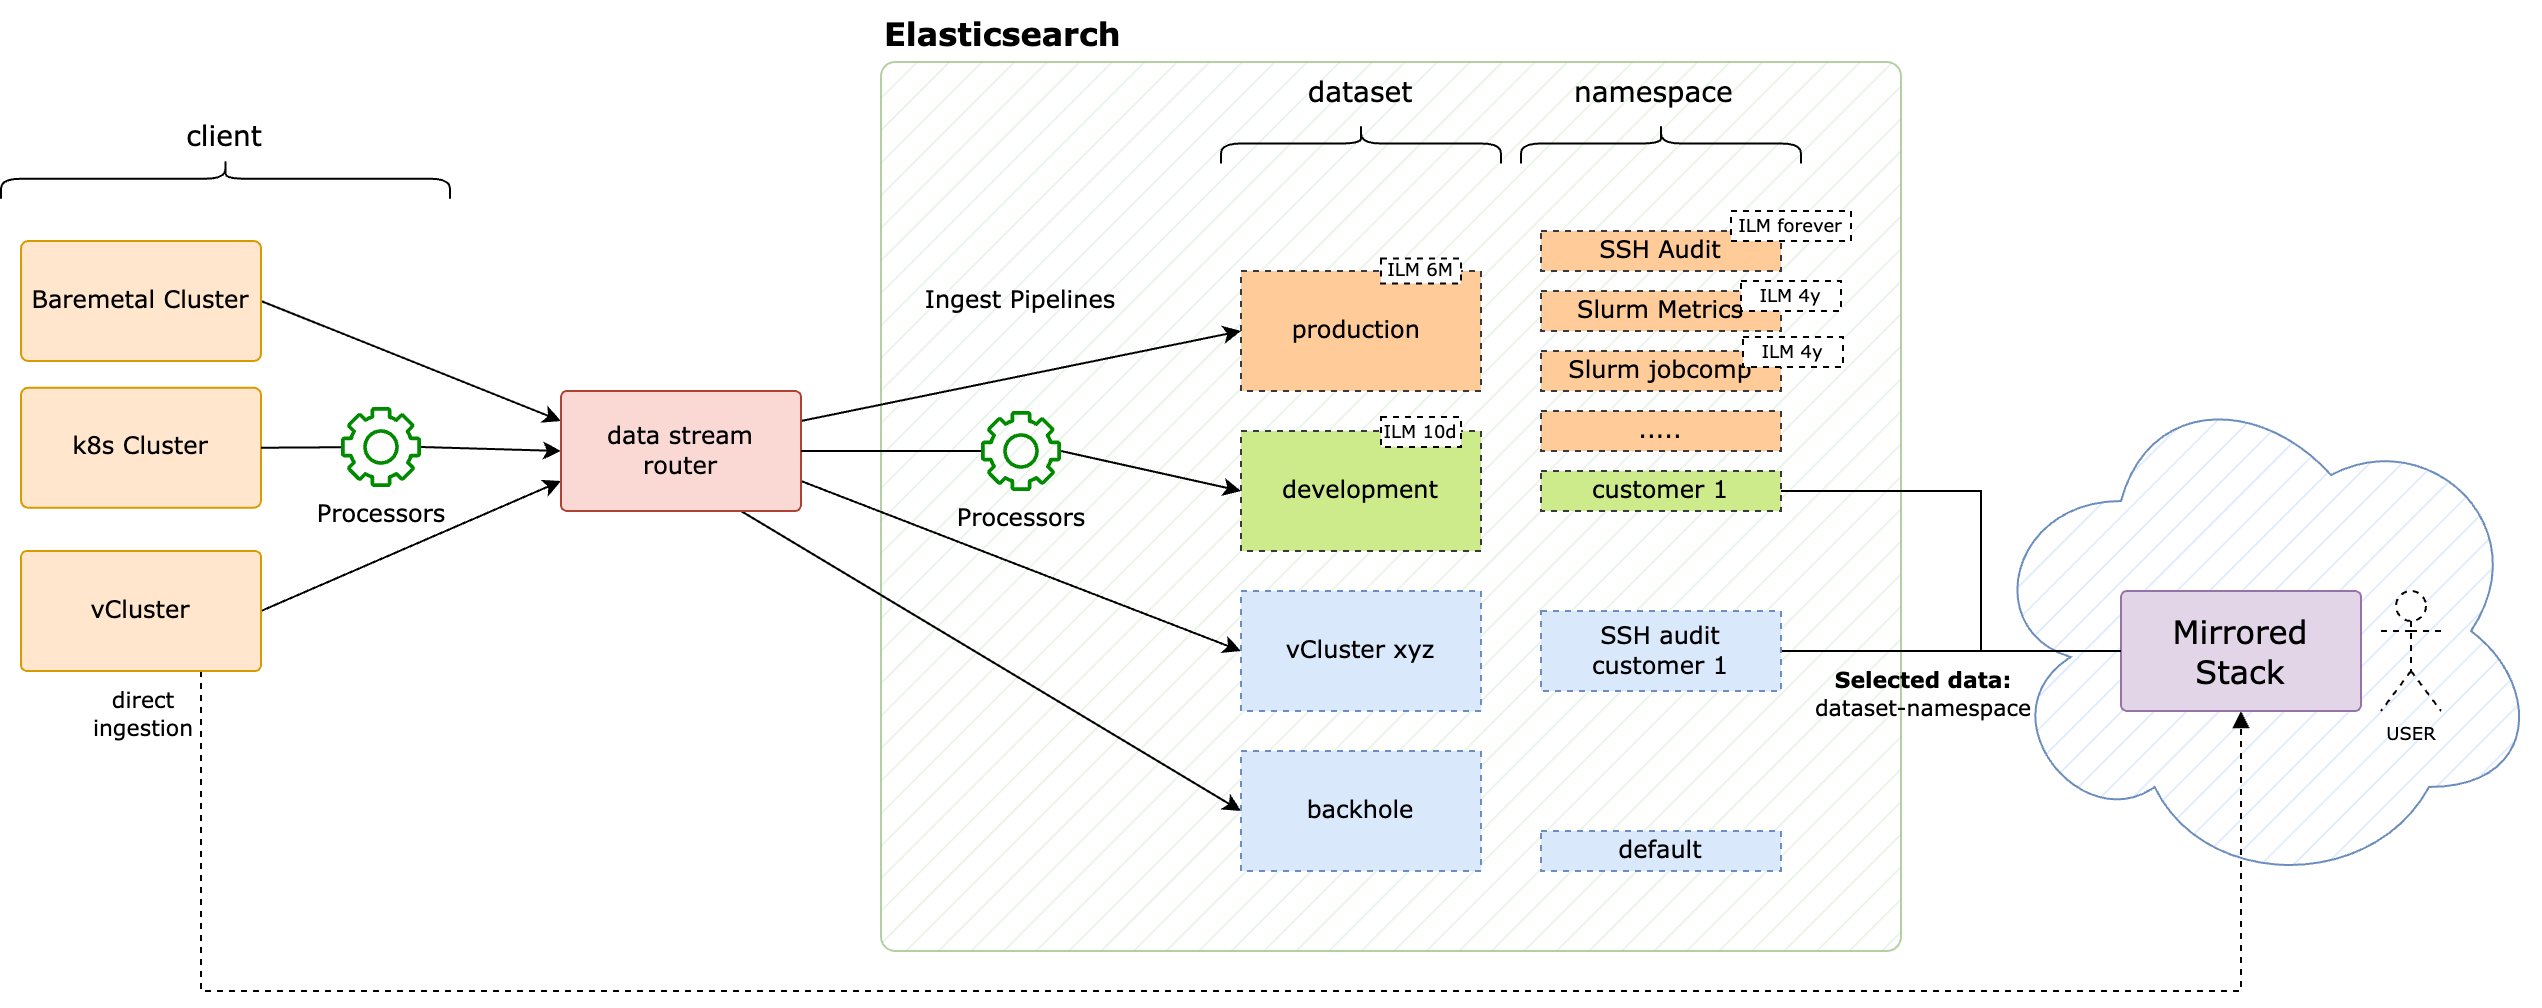 Elasticsearch
client
dataset
namespace
Baremetal Cluster
k8s Cluster
vCluster
Processors
direct
ingestion
data stream
router
Ingest Pipelines
Processors
ILM 6M
production
ILM 10d
development
vCluster xyz
backhole
ILM forever
SSH Audit
ILM 4y
Slurm Metrics
ILM 4y
Slurm jobcomp
.....
customer 1
SSH audit
customer 1
default
Selected data:
dataset-namespace
Mirrored
Stack
USER